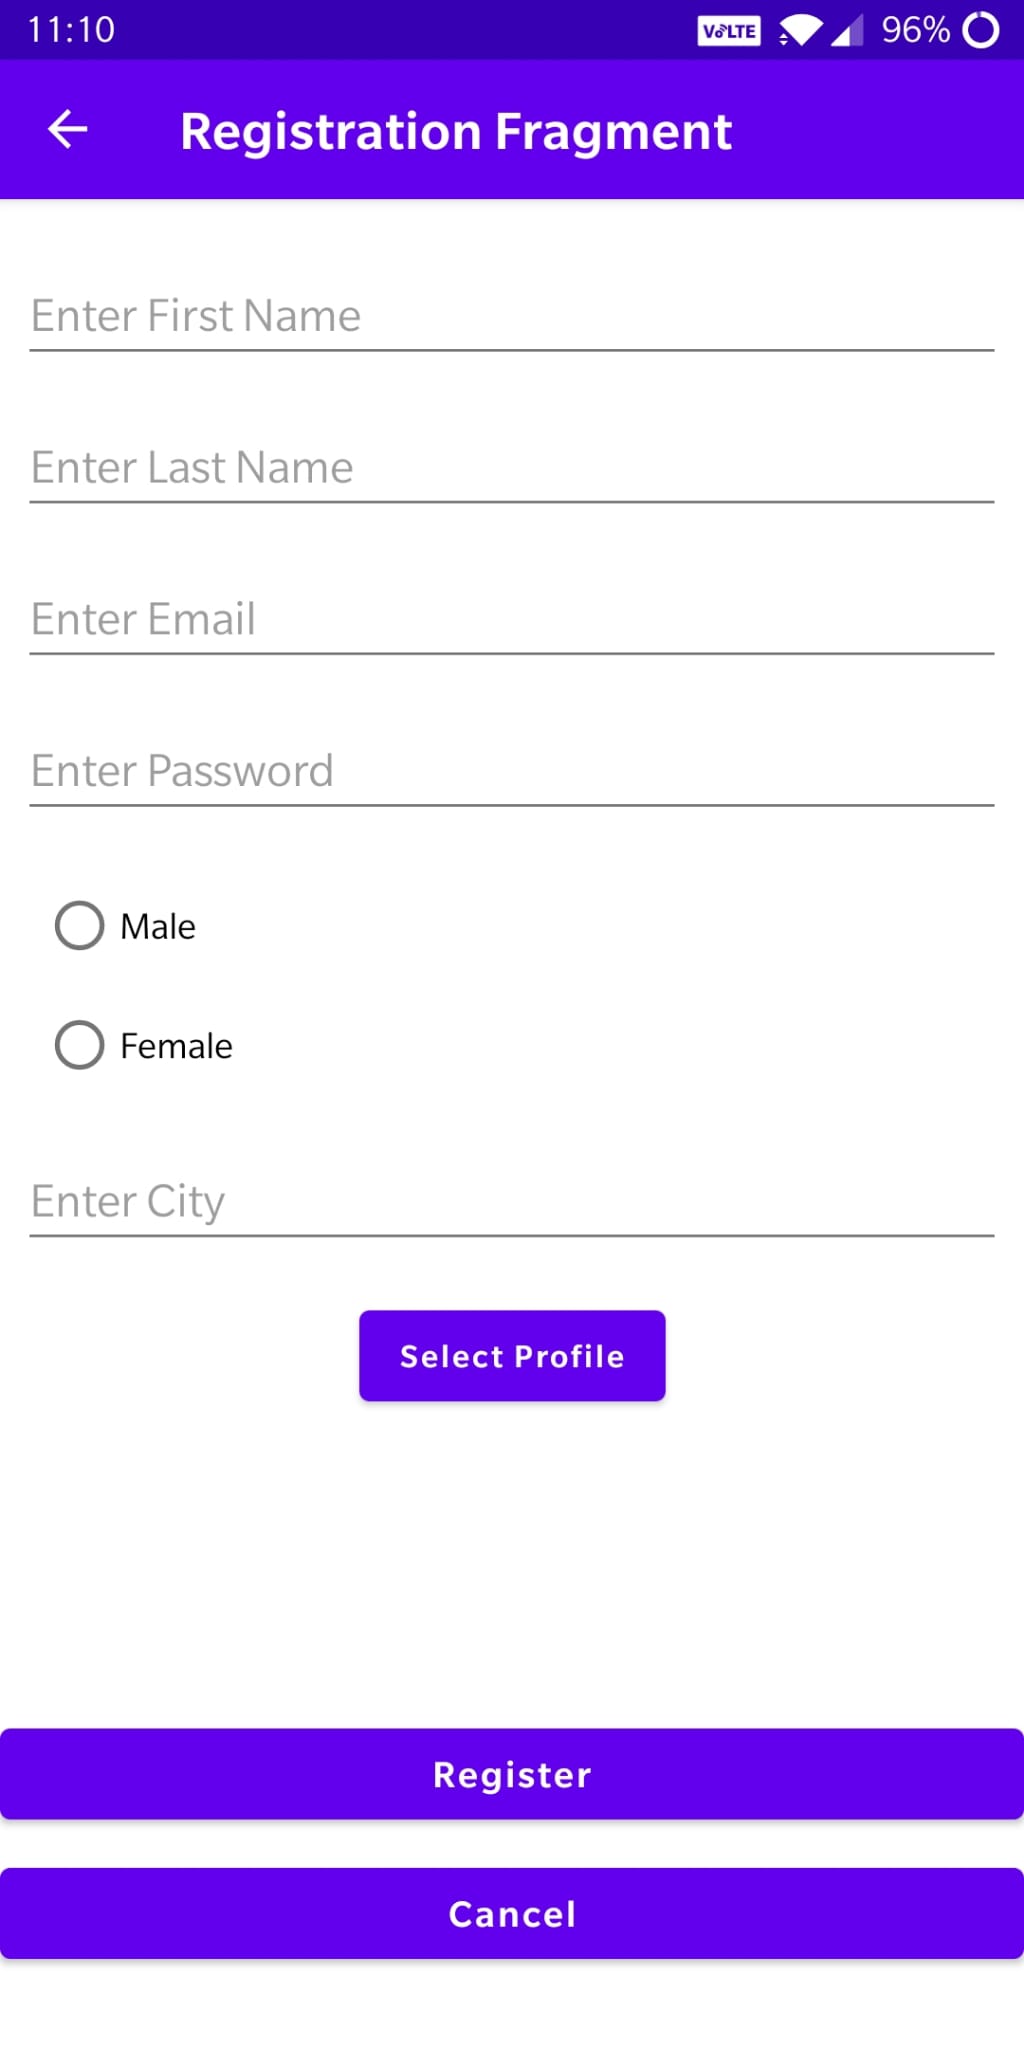 11:10 VoLTE 96%
Registration Fragment
Enter First Name
Enter Last Name
Enter Email
Enter Password
Male
Female
Enter City
Select Profile
Register
Cancel